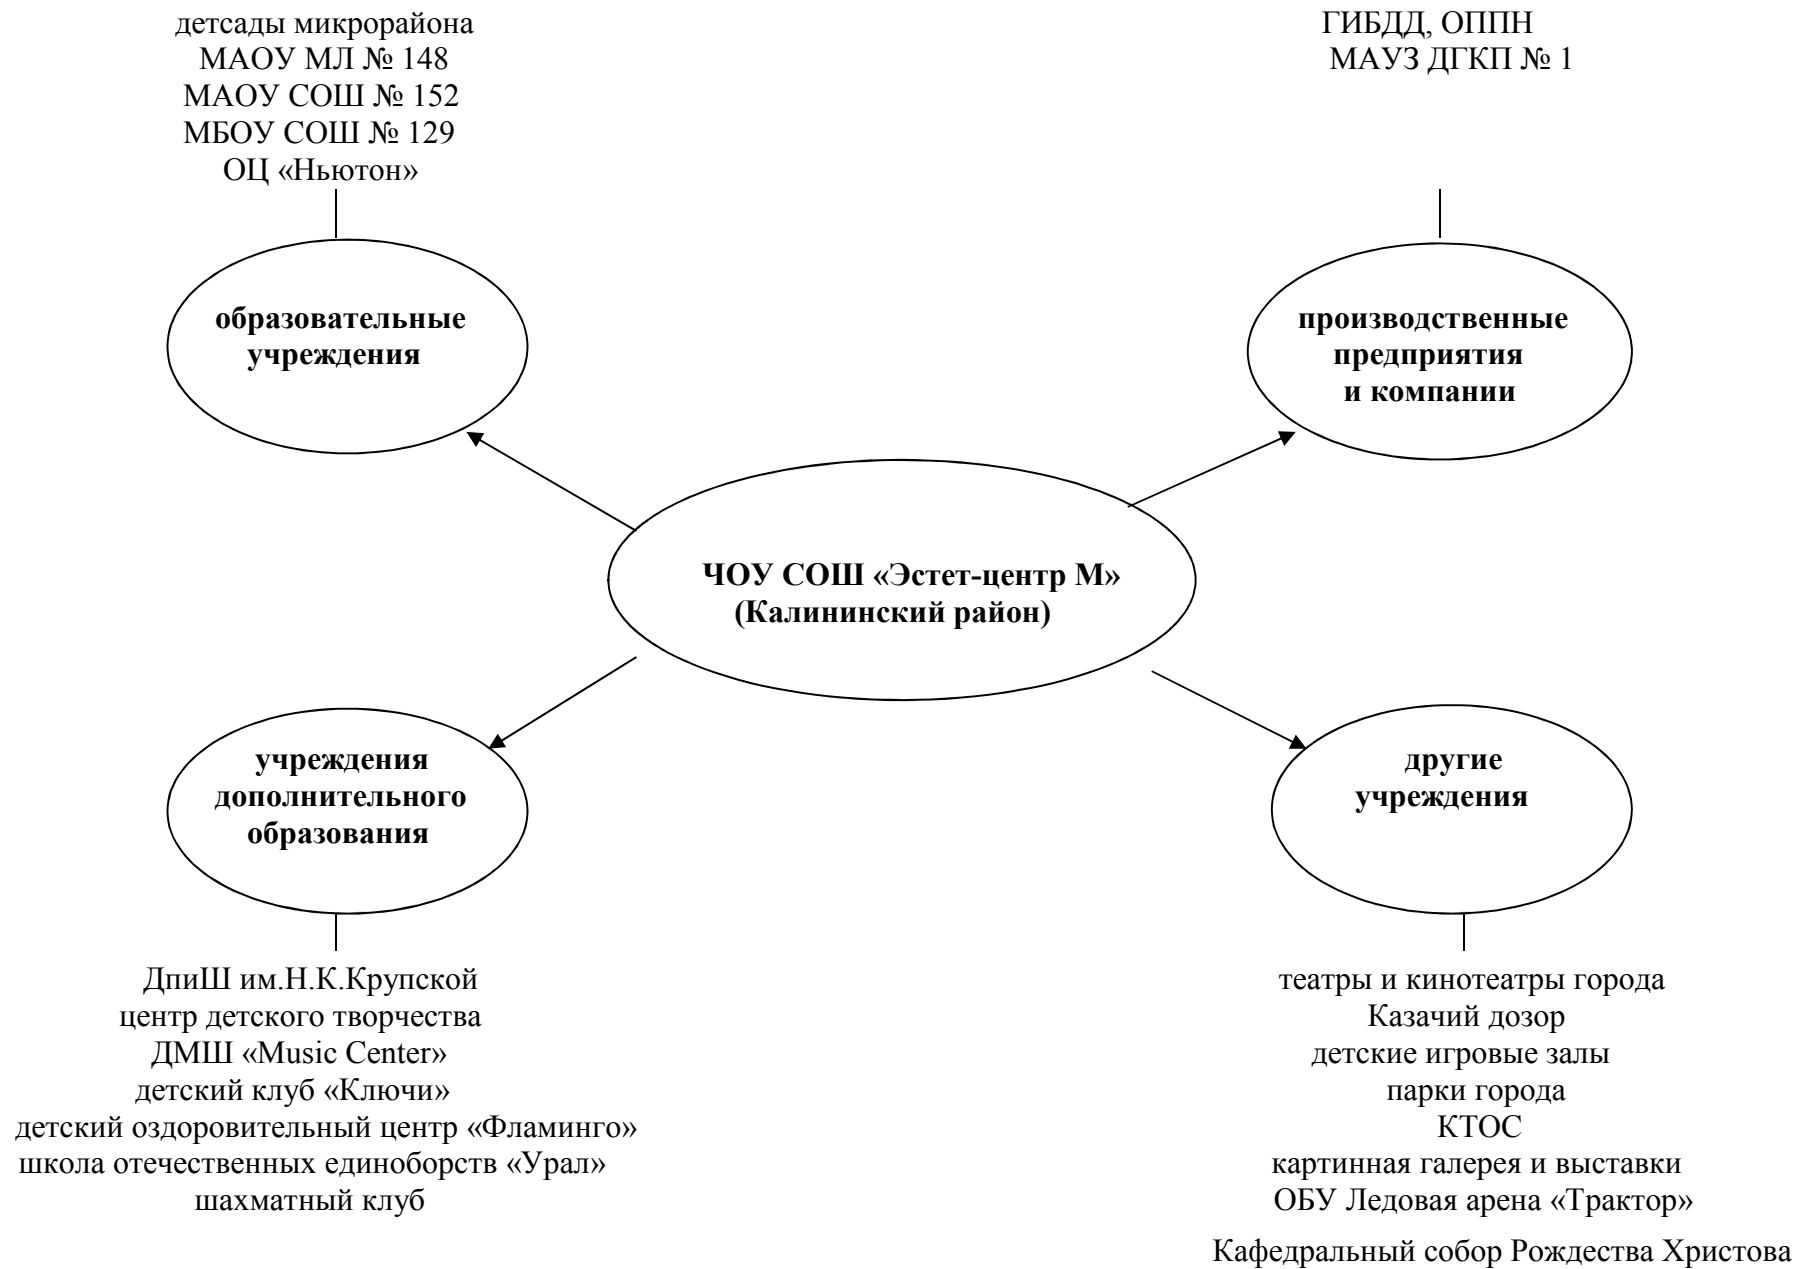 детсады микрорайона
МАОУ МЛ № 148
МАОУ СОШ № 152
МБОУ СОШ № 129
ОЦ «Ньютон»
ГИБДД, ОППН
МАУЗ ДГКП № 1
образовательные
учреждения
производственные
предприятия
и компании
ЧОУ СОШ «Эстет-центр М»
(Калининский район)
учреждения
дополнительного
образования
другие
учреждения
ДпиШ им.Н.К.Крупской
центр детского творчества
ДМШ «Music Center»
детский клуб «Ключи»
детский оздоровительный центр «Фламинго»
школа отечественных единоборств «Урал»
шахматный клуб
театры и кинотеатры города
Казачий дозор
детские игровые залы
парки города
КТОС
картинная галерея и выставки
ОБУ Ледовая арена «Трактор»
Кафедральный собор Рождества Христова